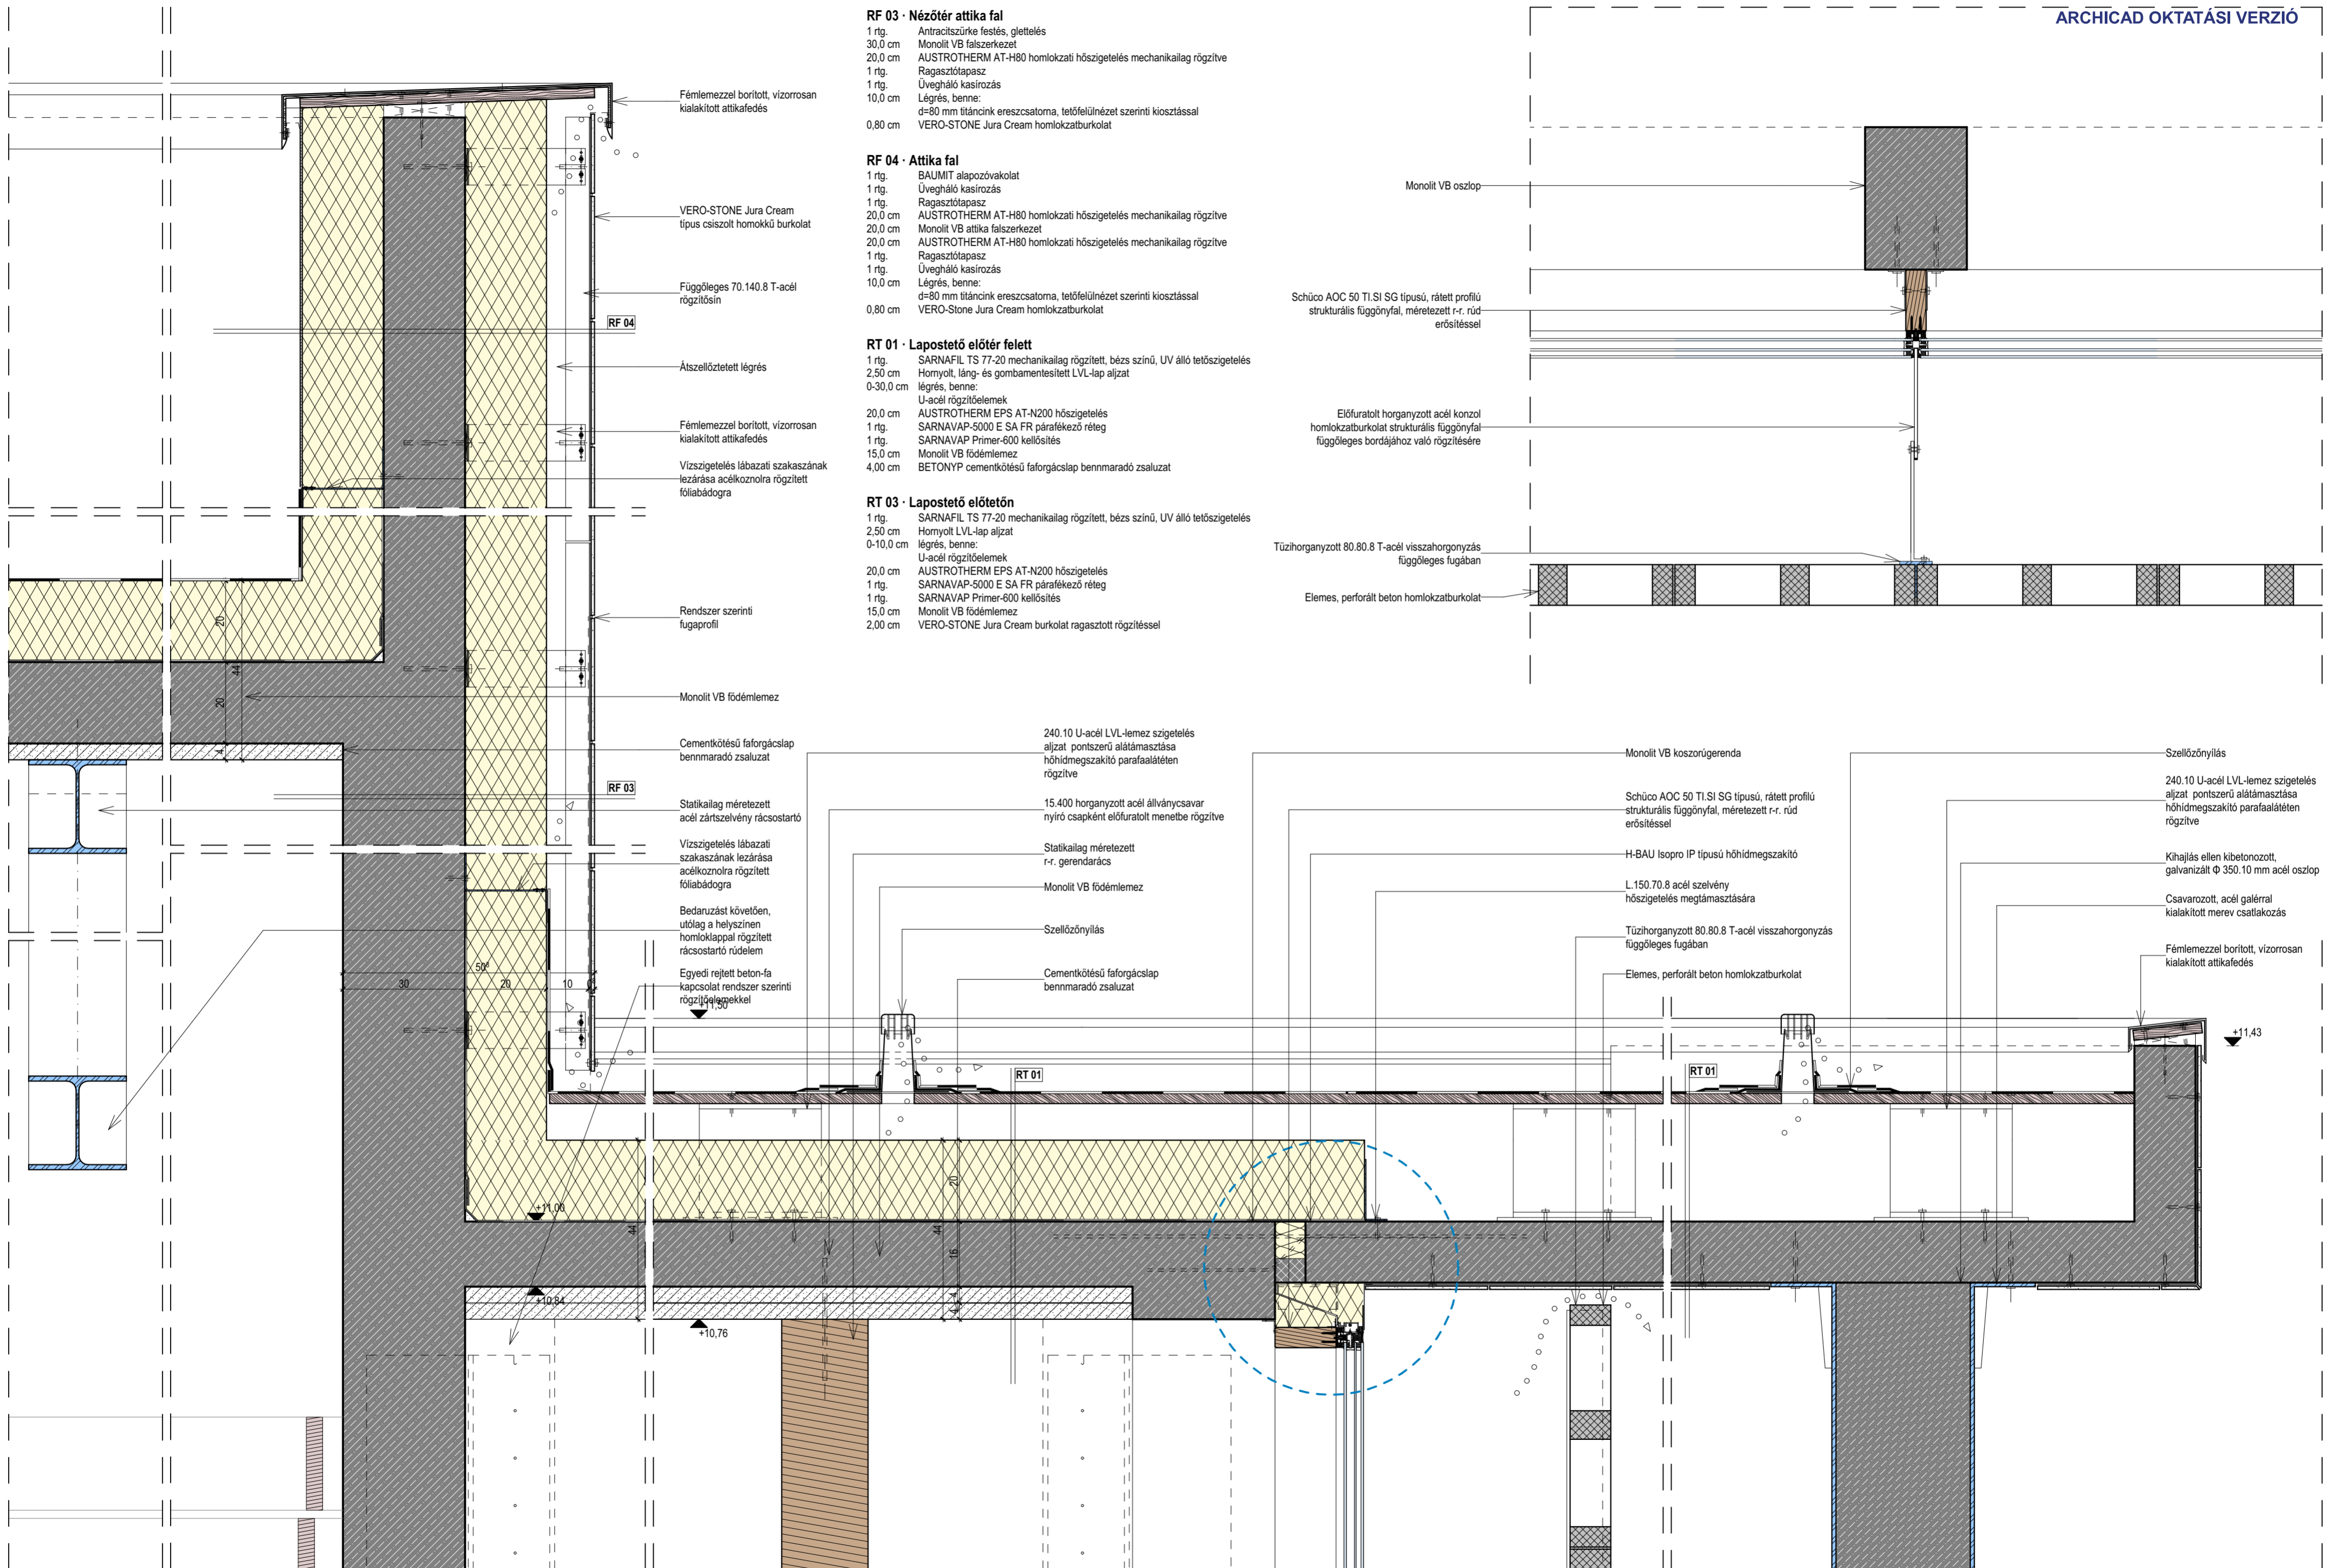 RF 03 · Nézőtér attika fal
1 rtg. Antracitszürke festés, glettelés
30,0 cm Monolit VB falszerkezet
20,0 cm AUSTROTHERM AT-H80 homlokzati hőszigetelés mechanikailag rögzítve
1 rtg. Ragasztótapasz
1 rtg. Üvegháló kasírozás
10,0 cm Légrés, benne:
d=80 mm titáncink ereszcsatorna, tetőfelülnézet szerinti kiosztással
0,80 cm VERO-STONE Jura Cream homlokzatburkolat
RF 04 · Attika fal
1 rtg. BAUMIT alapozóvakolat
1 rtg. Üvegháló kasírozás
1 rtg. Ragasztótapasz
20,0 cm AUSTROTHERM AT-H80 homlokzati hőszigetelés mechanikailag rögzítve
20,0 cm Monolit VB attika falszerkezet
20,0 cm AUSTROTHERM AT-H80 homlokzati hőszigetelés mechanikailag rögzítve
1 rtg. Ragasztótapasz
1 rtg. Üvegháló kasírozás
10,0 cm Légrés, benne:
d=80 mm titáncink ereszcsatorna, tetőfelülnézet szerinti kiosztással
0,80 cm VERO-Stone Jura Cream homlokzatburkolat
RT 01 · Lapostető előtér felett
1 rtg. SARNAFIL TS 77-20 mechanikailag rögzített, bézs színű, UV álló tetőszigetelés
2,50 cm Hornyolt, láng- és gombamentesített LVL-lap aljzat
0-30,0 cm légrés, benne:
U-acél rögzítőelemek
20,0 cm AUSTROTHERM EPS AT-N200 hőszigetelés
1 rtg. SARNAVAP-5000 E SA FR párafékező réteg
1 rtg. SARNAVAP Primer-600 kellősítés
15,0 cm Monolit VB födémlemez
4,00 cm BETONYP cementkötésű faforgácslap bennmaradó zsaluzat
RT 03 · Lapostető előtetőn
1 rtg. SARNAFIL TS 77-20 mechanikailag rögzített, bézs színű, UV álló tetőszigetelés
2,50 cm Hornyolt LVL-lap aljzat
0-10,0 cm légrés, benne:
U-acél rögzítőelemek
20,0 cm AUSTROTHERM EPS AT-N200 hőszigetelés
1 rtg. SARNAVAP-5000 E SA FR párafékező réteg
1 rtg. SARNAVAP Primer-600 kellősítés
15,0 cm Monolit VB födémlemez
2,00 cm VERO-STONE Jura Cream burkolat ragasztott rögzítéssel
ARCHICAD OKTATÁSI VERZIÓ
Fémlemezzel borított, vízorrosan
kialakított attikafedés
VERO-STONE Jura Cream
típus csiszolt homokkű burkolat
Függőleges 70.140.8 T-acél
rögzítősín
RF 04
Átszellőztetett légrés
Fémlemezzel borított, vízorrosan
kialakított attikafedés
Vízszigetelés lábazati szakaszának
lezárása acélkoznolra rögzített
fóliabádogra
Rendszer szerinti
fugaprofil
Monolit VB födémlemez
Cementkötésű faforgácslap
bennmaradó zsaluzat
RF 03
Statikailag méretezett
acél zártszelvény rácsostartó
Vízszigetelés lábazati
szakaszának lezárása
acélkoznolra rögzített
fóliabádogra
Bedaruzást követően,
utólag a helyszínen
homloklappal rögzített
rácsostartó rúdelem
Egyedi rejtett beton-fa
kapcsolat rendszer szerinti
rögzítőelemekkel
Monolit VB oszlop
Schüco AOC 50 TI.SI SG típusú, rátett profilú
strukturális függönyfal, méretezett r-r. rúd
erősítéssel
Előfuratolt horganyzott acél konzol
homlokzatburkolat strukturális függönyfal
függőleges bordájához való rögzítésére
Tüzihorganyzott 80.80.8 T-acél visszahorgonyzás
függőleges fugában
Elemes, perforált beton homlokzatburkolat
240.10 U-acél LVL-lemez szigetelés
aljzat pontszerű alátámasztása
hőhídmegszakító parafaalátéten
rögzítve
15.400 horganyzott acél állványcsavar
nyíró csapként előfuratolt menetbe rögzítve
Statikailag méretezett
r-r. gerendarács
Monolit VB födémlemez
Szellőzőnyílás
Cementkötésű faforgácslap
bennmaradó zsaluzat
Monolit VB koszorúgerenda
Schüco AOC 50 TI.SI SG típusú, rátett profilú
strukturális függönyfal, méretezett r-r. rúd
erősítéssel
H-BAU Isopro IP típusú hőhídmegszakító
L.150.70.8 acél szelvény
hőszigetelés megtámasztására
Tüzihorganyzott 80.80.8 T-acél visszahorgonyzás
függőleges fugában
Elemes, perforált beton homlokzatburkolat
Szellőzőnyílás
240.10 U-acél LVL-lemez szigetelés
aljzat pontszerű alátámasztása
hőhídmegszakító parafaalátéten
rögzítve
Kihajlás ellen kibetonozott,
galvanizált Φ 350.10 mm acél oszlop
Csavarozott, acél galérral
kialakított merev csatlakozás
Fémlemezzel borított, vízorrosan
kialakított attikafedés
20
44
20
4
50⁸
30 20 10
+11,50
+11,43
RT 01
RT 01
+11,00
44
44
20
16
4
4
+10,84
+10,76